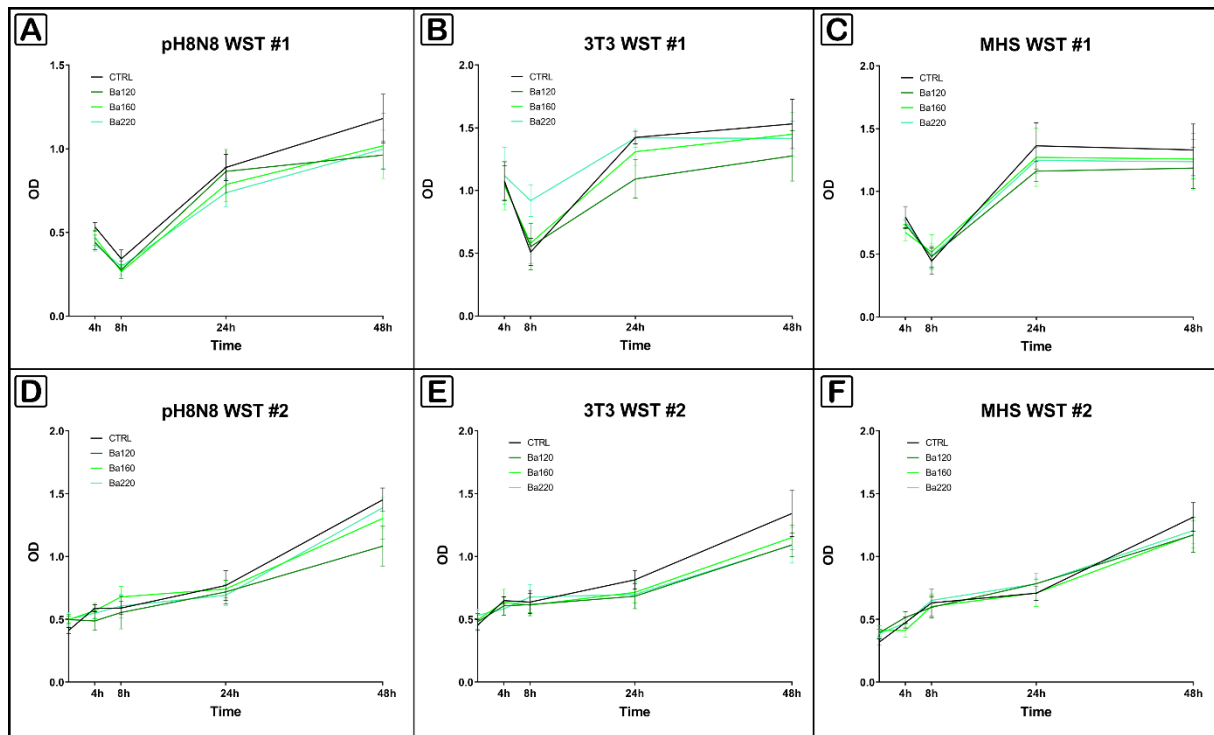 A
pH8N8 WST #1
1.5
1.0
0.5
0.0
OD
CTRL
Ba120
Ba160
Ba220
4h 8h 24h 48h
Time
B
3T3 WST #1
2.0
1.5
1.0
0.5
0.0
OD
CTRL
Ba120
Ba160
Ba220
4h 8h 24h 48h
Time
C
MHS WST #1
2.0
1.5
1.0
0.5
0.0
OD
CTRL
Ba120
Ba160
Ba220
4h 8h 24h 48h
Time
D
pH8N8 WST #2
2.0
1.5
1.0
0.5
0.0
OD
CTRL
Ba120
Ba160
Ba220
4h 8h 24h 48h
Time
E
3T3 WST #2
2.0
1.5
1.0
0.5
0.0
OD
CTRL
Ba120
Ba160
Ba220
4h 8h 24h 48h
Time
F
MHS WST #2
2.0
1.5
1.0
0.5
0.0
OD
CTRL
Ba120
Ba160
Ba220
4h 8h 24h 48h
Time